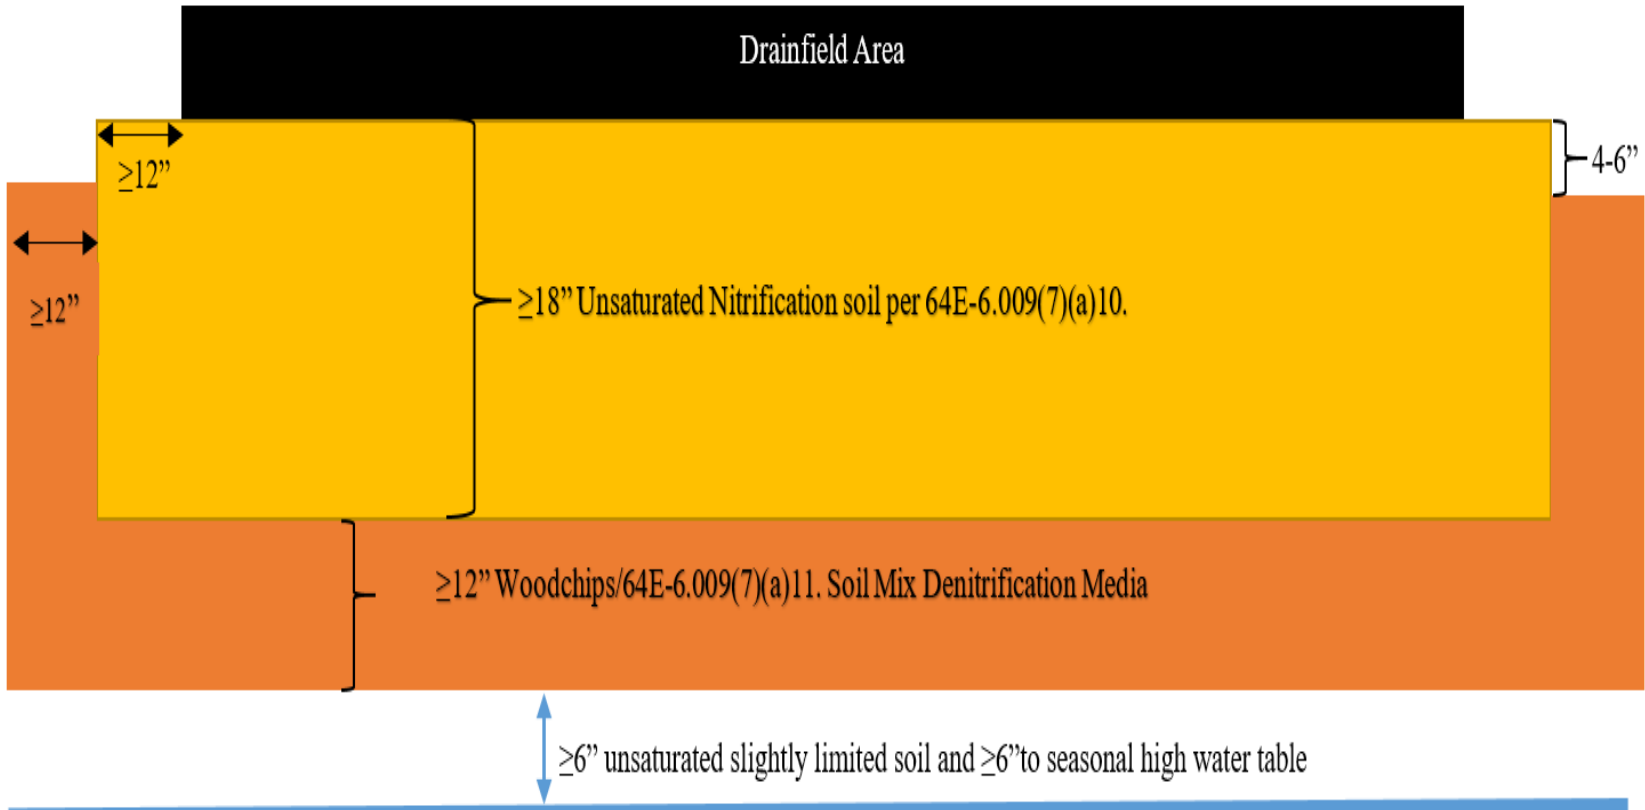 Drainfield Area
≥12”
4-6”
≥12”
≥18” Unsaturated Nitrification soil per 64E-6.009(7)(a)10.
≥12” Woodchips/64E-6.009(7)(a)11. Soil Mix Denitrification Media
≥6” unsaturated slightly limited soil and ≥6”to seasonal high water table